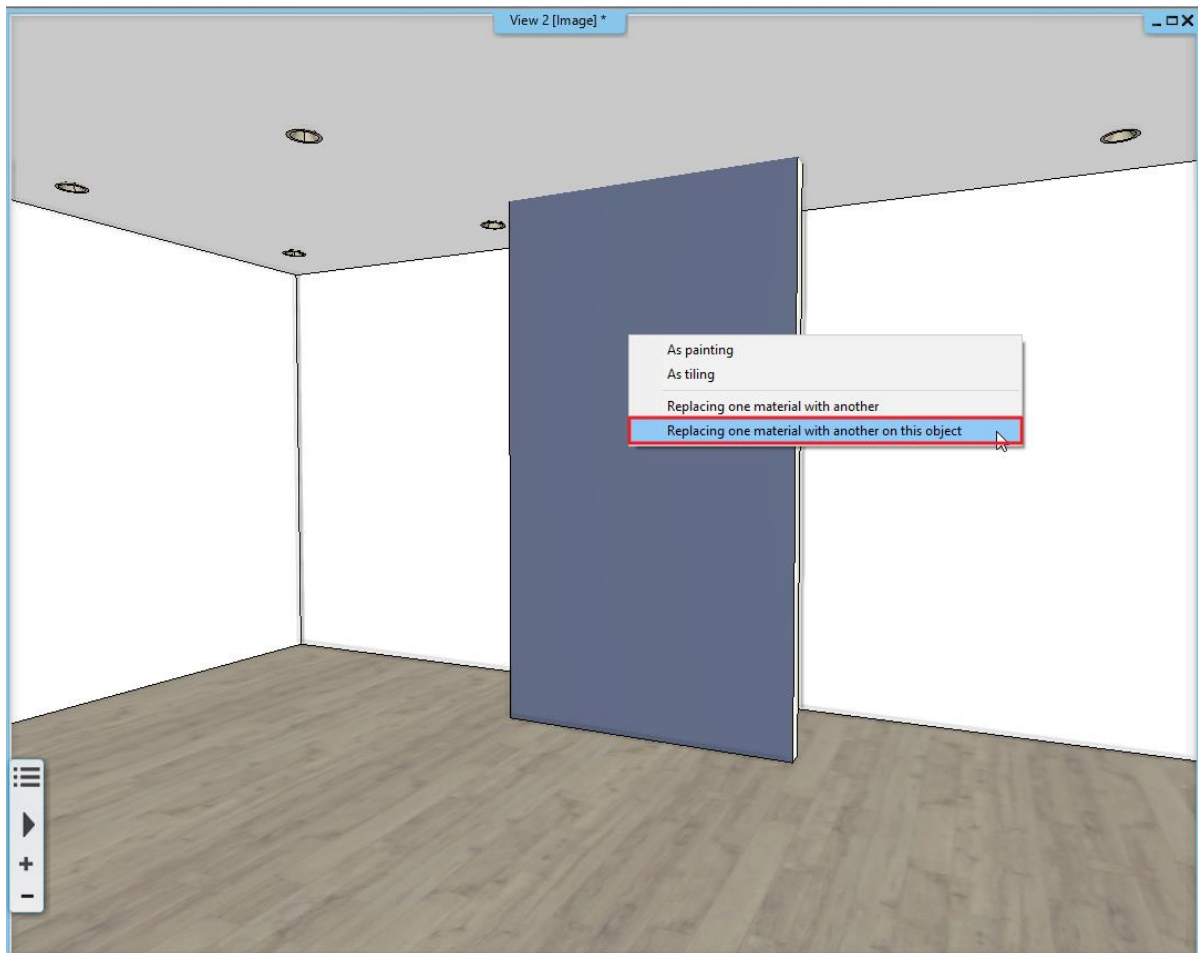 View 2 [Image] *
As painting
As tiling
Replacing one material with another
Replacing one material with another on this object